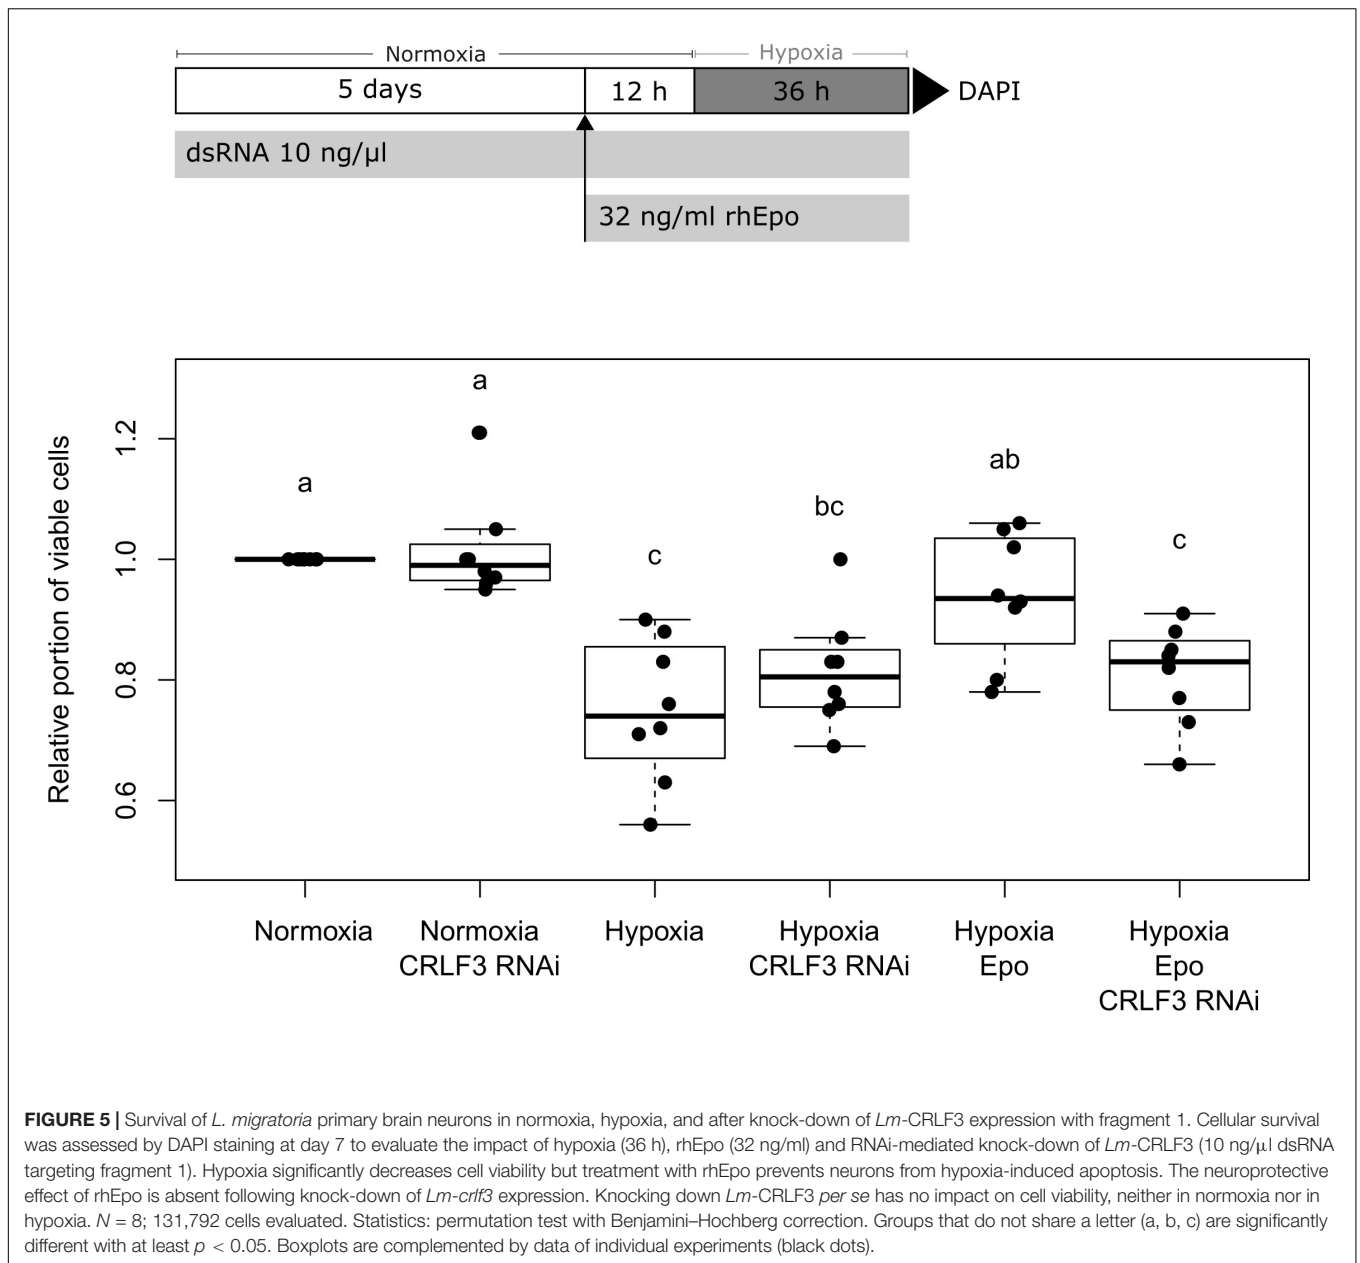 Normoxia
Hypoxia
5 days
12 h
36 h
DAPI
dsRNA 10 ng/µl
32 ng/ml rhEpo
Relative portion of viable cells
1.2
1.0
0.8
0.6
a
a
c
bc
ab
c
Normoxia
Normoxia
CRLF3 RNAi
Hypoxia
Hypoxia
CRLF3 RNAi
Hypoxia
Epo
Hypoxia
Epo
CRLF3 RNAi
FIGURE 5 | Survival of L. migratoria primary brain neurons in normoxia, hypoxia, and after knock-down of Lm-CRLF3 expression with fragment 1. Cellular survival
was assessed by DAPI staining at day 7 to evaluate the impact of hypoxia (36 h), rhEpo (32 ng/ml) and RNAi-mediated knock-down of Lm-CRLF3 (10 ng/µl dsRNA
targeting fragment 1). Hypoxia significantly decreases cell viability but treatment with rhEpo prevents neurons from hypoxia-induced apoptosis. The neuroprotective
effect of rhEpo is absent following knock-down of Lm-crlf3 expression. Knocking down Lm-CRLF3 per se has no impact on cell viability, neither in normoxia nor in
hypoxia. N = 8; 131,792 cells evaluated. Statistics: permutation test with Benjamini–Hochberg correction. Groups that do not share a letter (a, b, c) are significantly
different with at least p < 0.05. Boxplots are complemented by data of individual experiments (black dots).